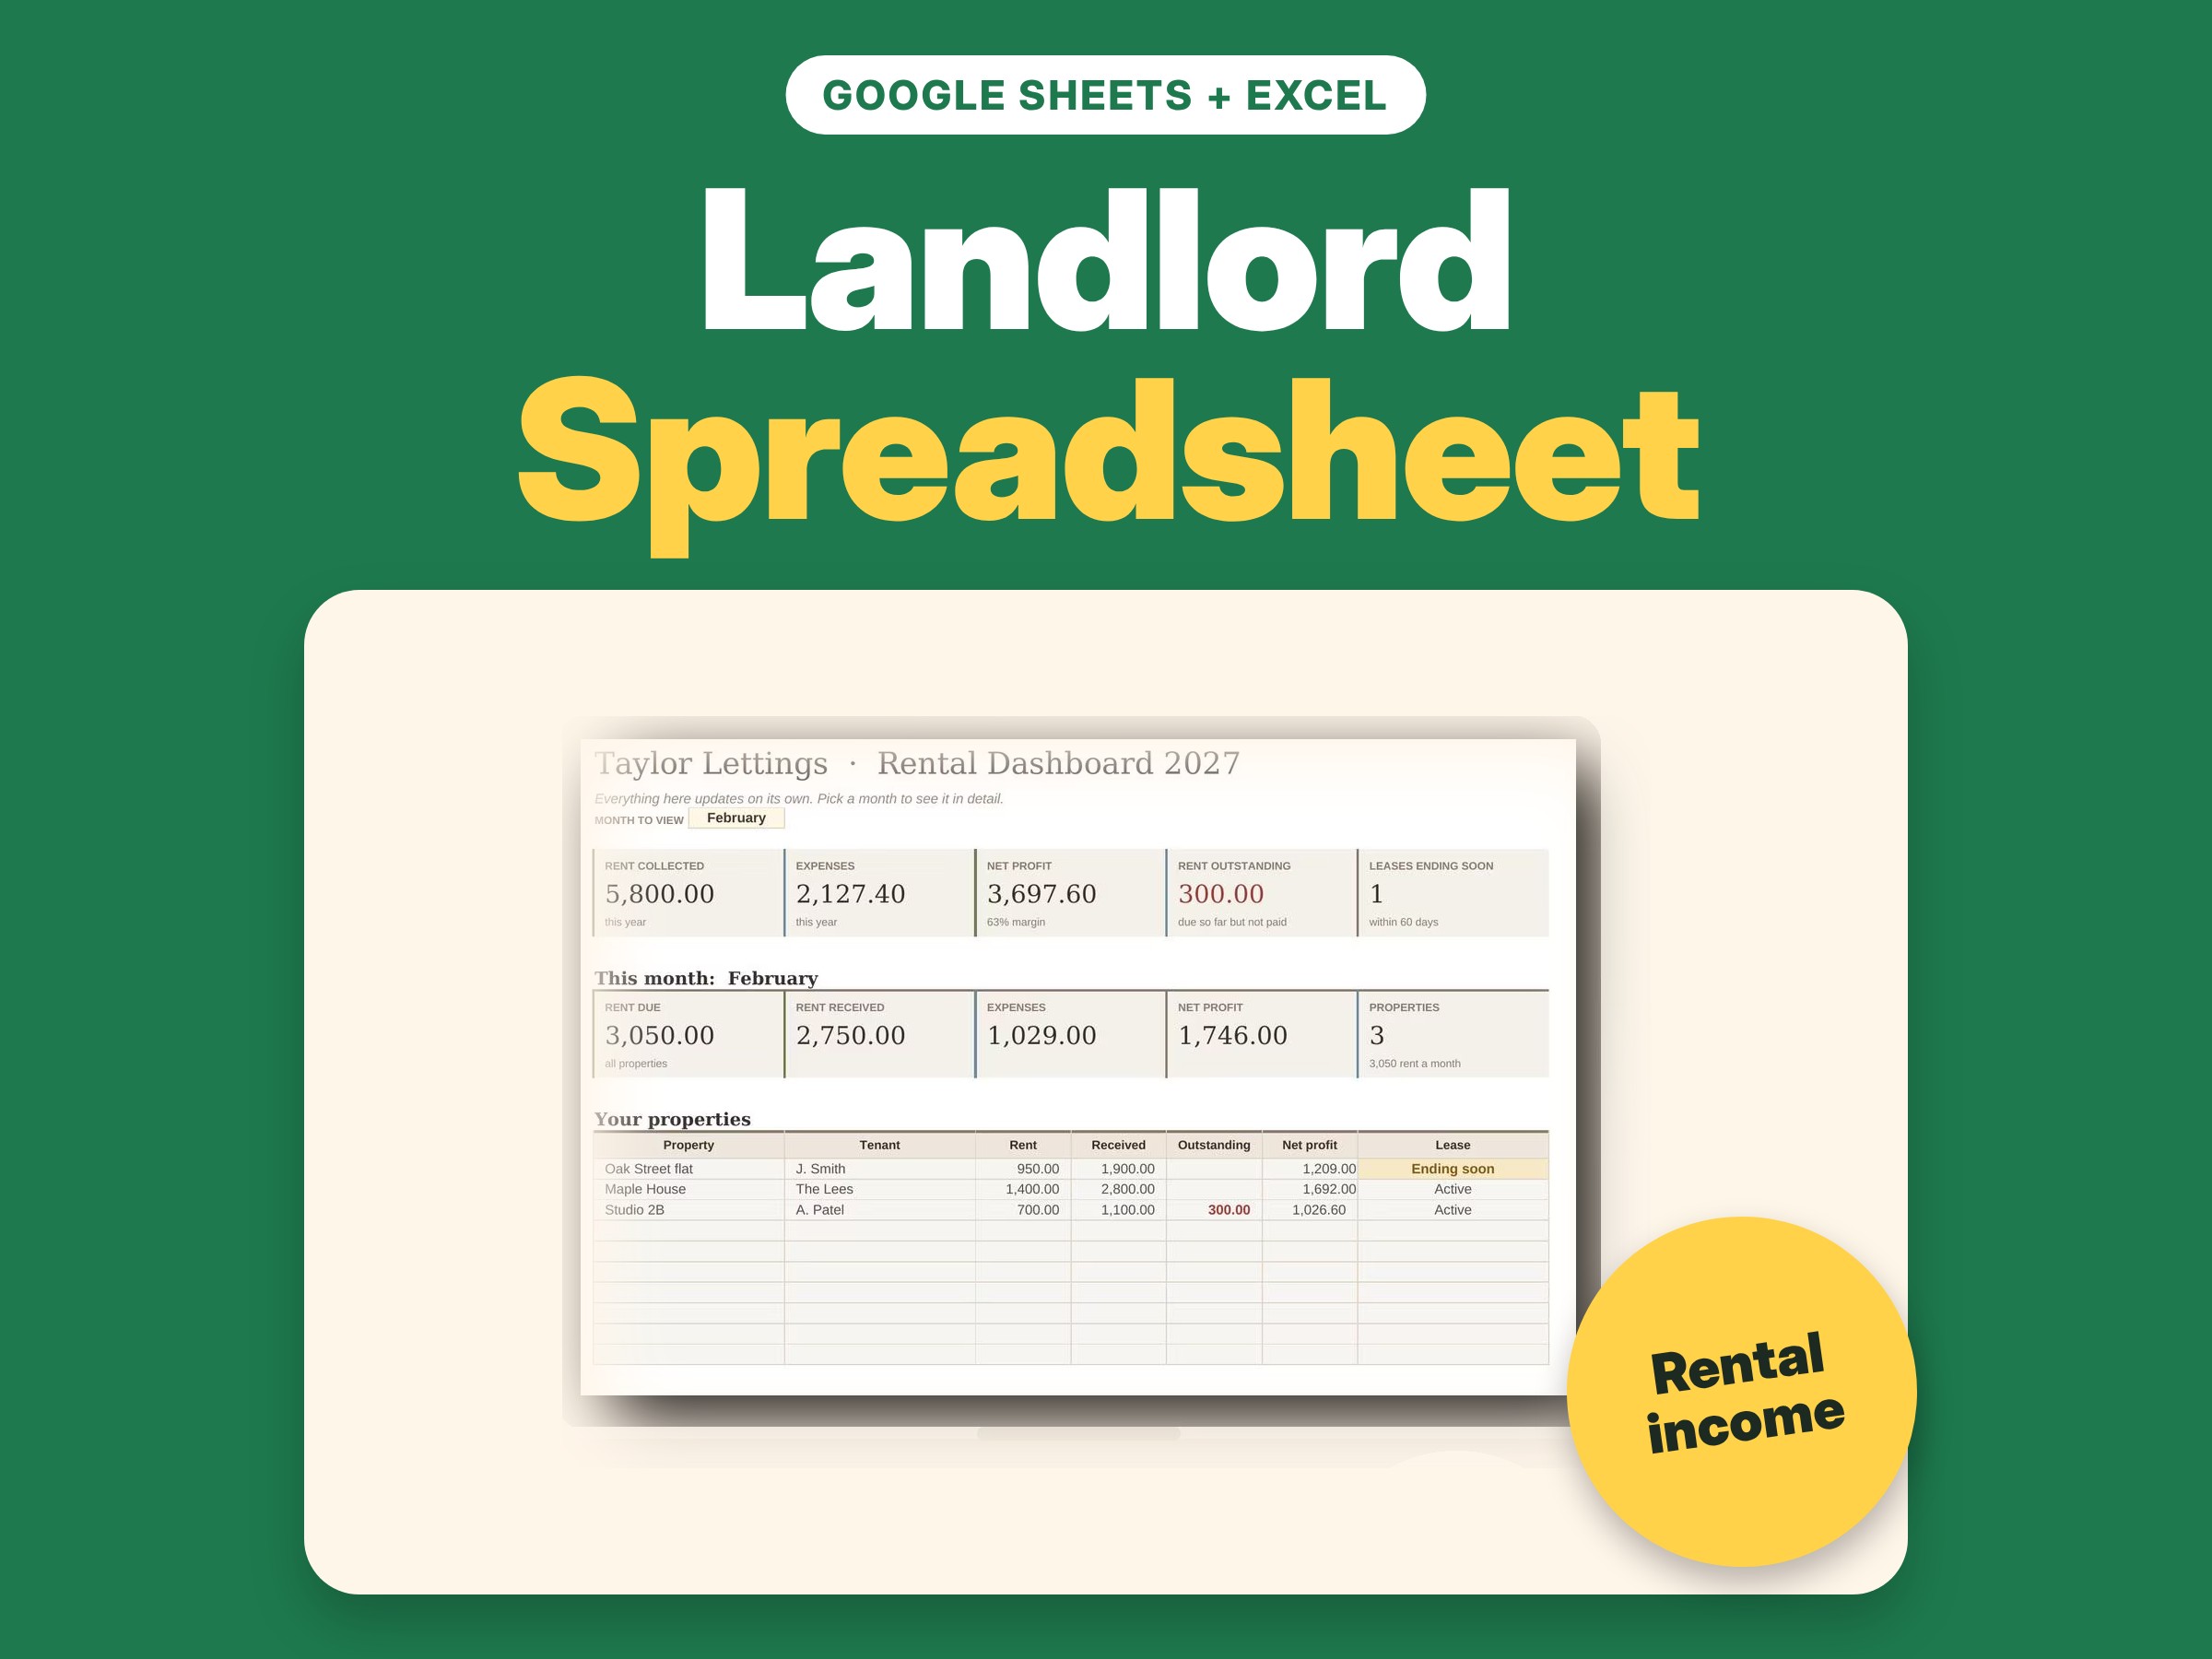 GOOGLE SHEETS + EXCEL
Landlord
Spreadsheet
Taylor Lettings · Rental Dashboard 2027
Everything here updates on its own. Pick a month to see it in detail.
MONTH TO VIEW February
RENT COLLECTED EXPENSES NET PROFIT RENT OUTSTANDING LEASES ENDING SOON
5,800.00 2,127.40 3,697.60 300.00 1
this year this year 63% margin due so far but not paid within 60 days
This month: February
RENT DUE RENT RECEIVED EXPENSES NET PROFIT PROPERTIES
3,050.00 2,750.00 1,029.00 1,746.00 3
all properties 3,050 rent a month
Your properties
Property Tenant Rent Received Outstanding Net profit Lease
Oak Street flat J. Smith 950.00 1,900.00 1,209.00 Ending soon
Maple House The Lees 1,400.00 2,800.00 1,692.00 Active
Studio 2B A. Patel 700.00 1,100.00 300.00 1,026.60 Active
Rental
income